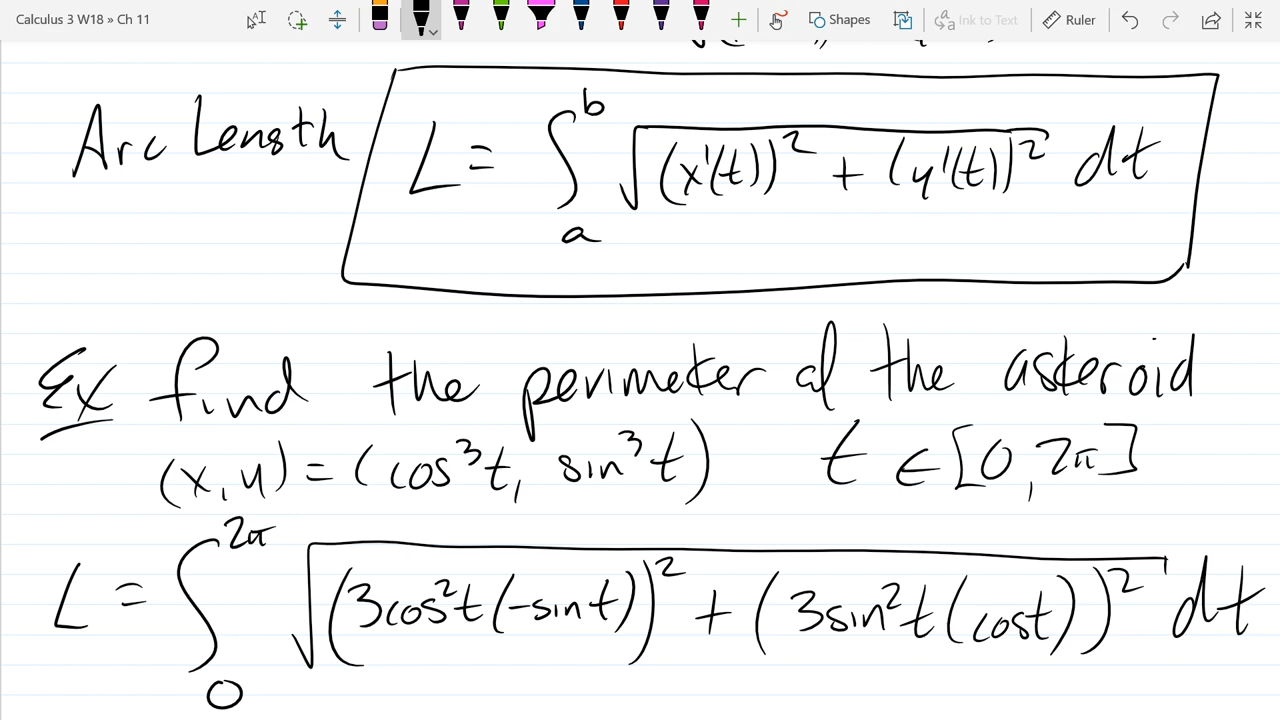 Calculus 3 W18 » Ch 11
Shapes
Ink to Text
Ruler
Arc Length L = ∫_a^b √((x'(t))² + (y'(t))²) dt
Ex find the perimeter of the asteroid
(x, y) = (cos³t, sin³t) t ∈ [0, 2π]
L = ∫_0^{2π} √((3cos²t(-sint))² + (3sin²t(cost))²) dt